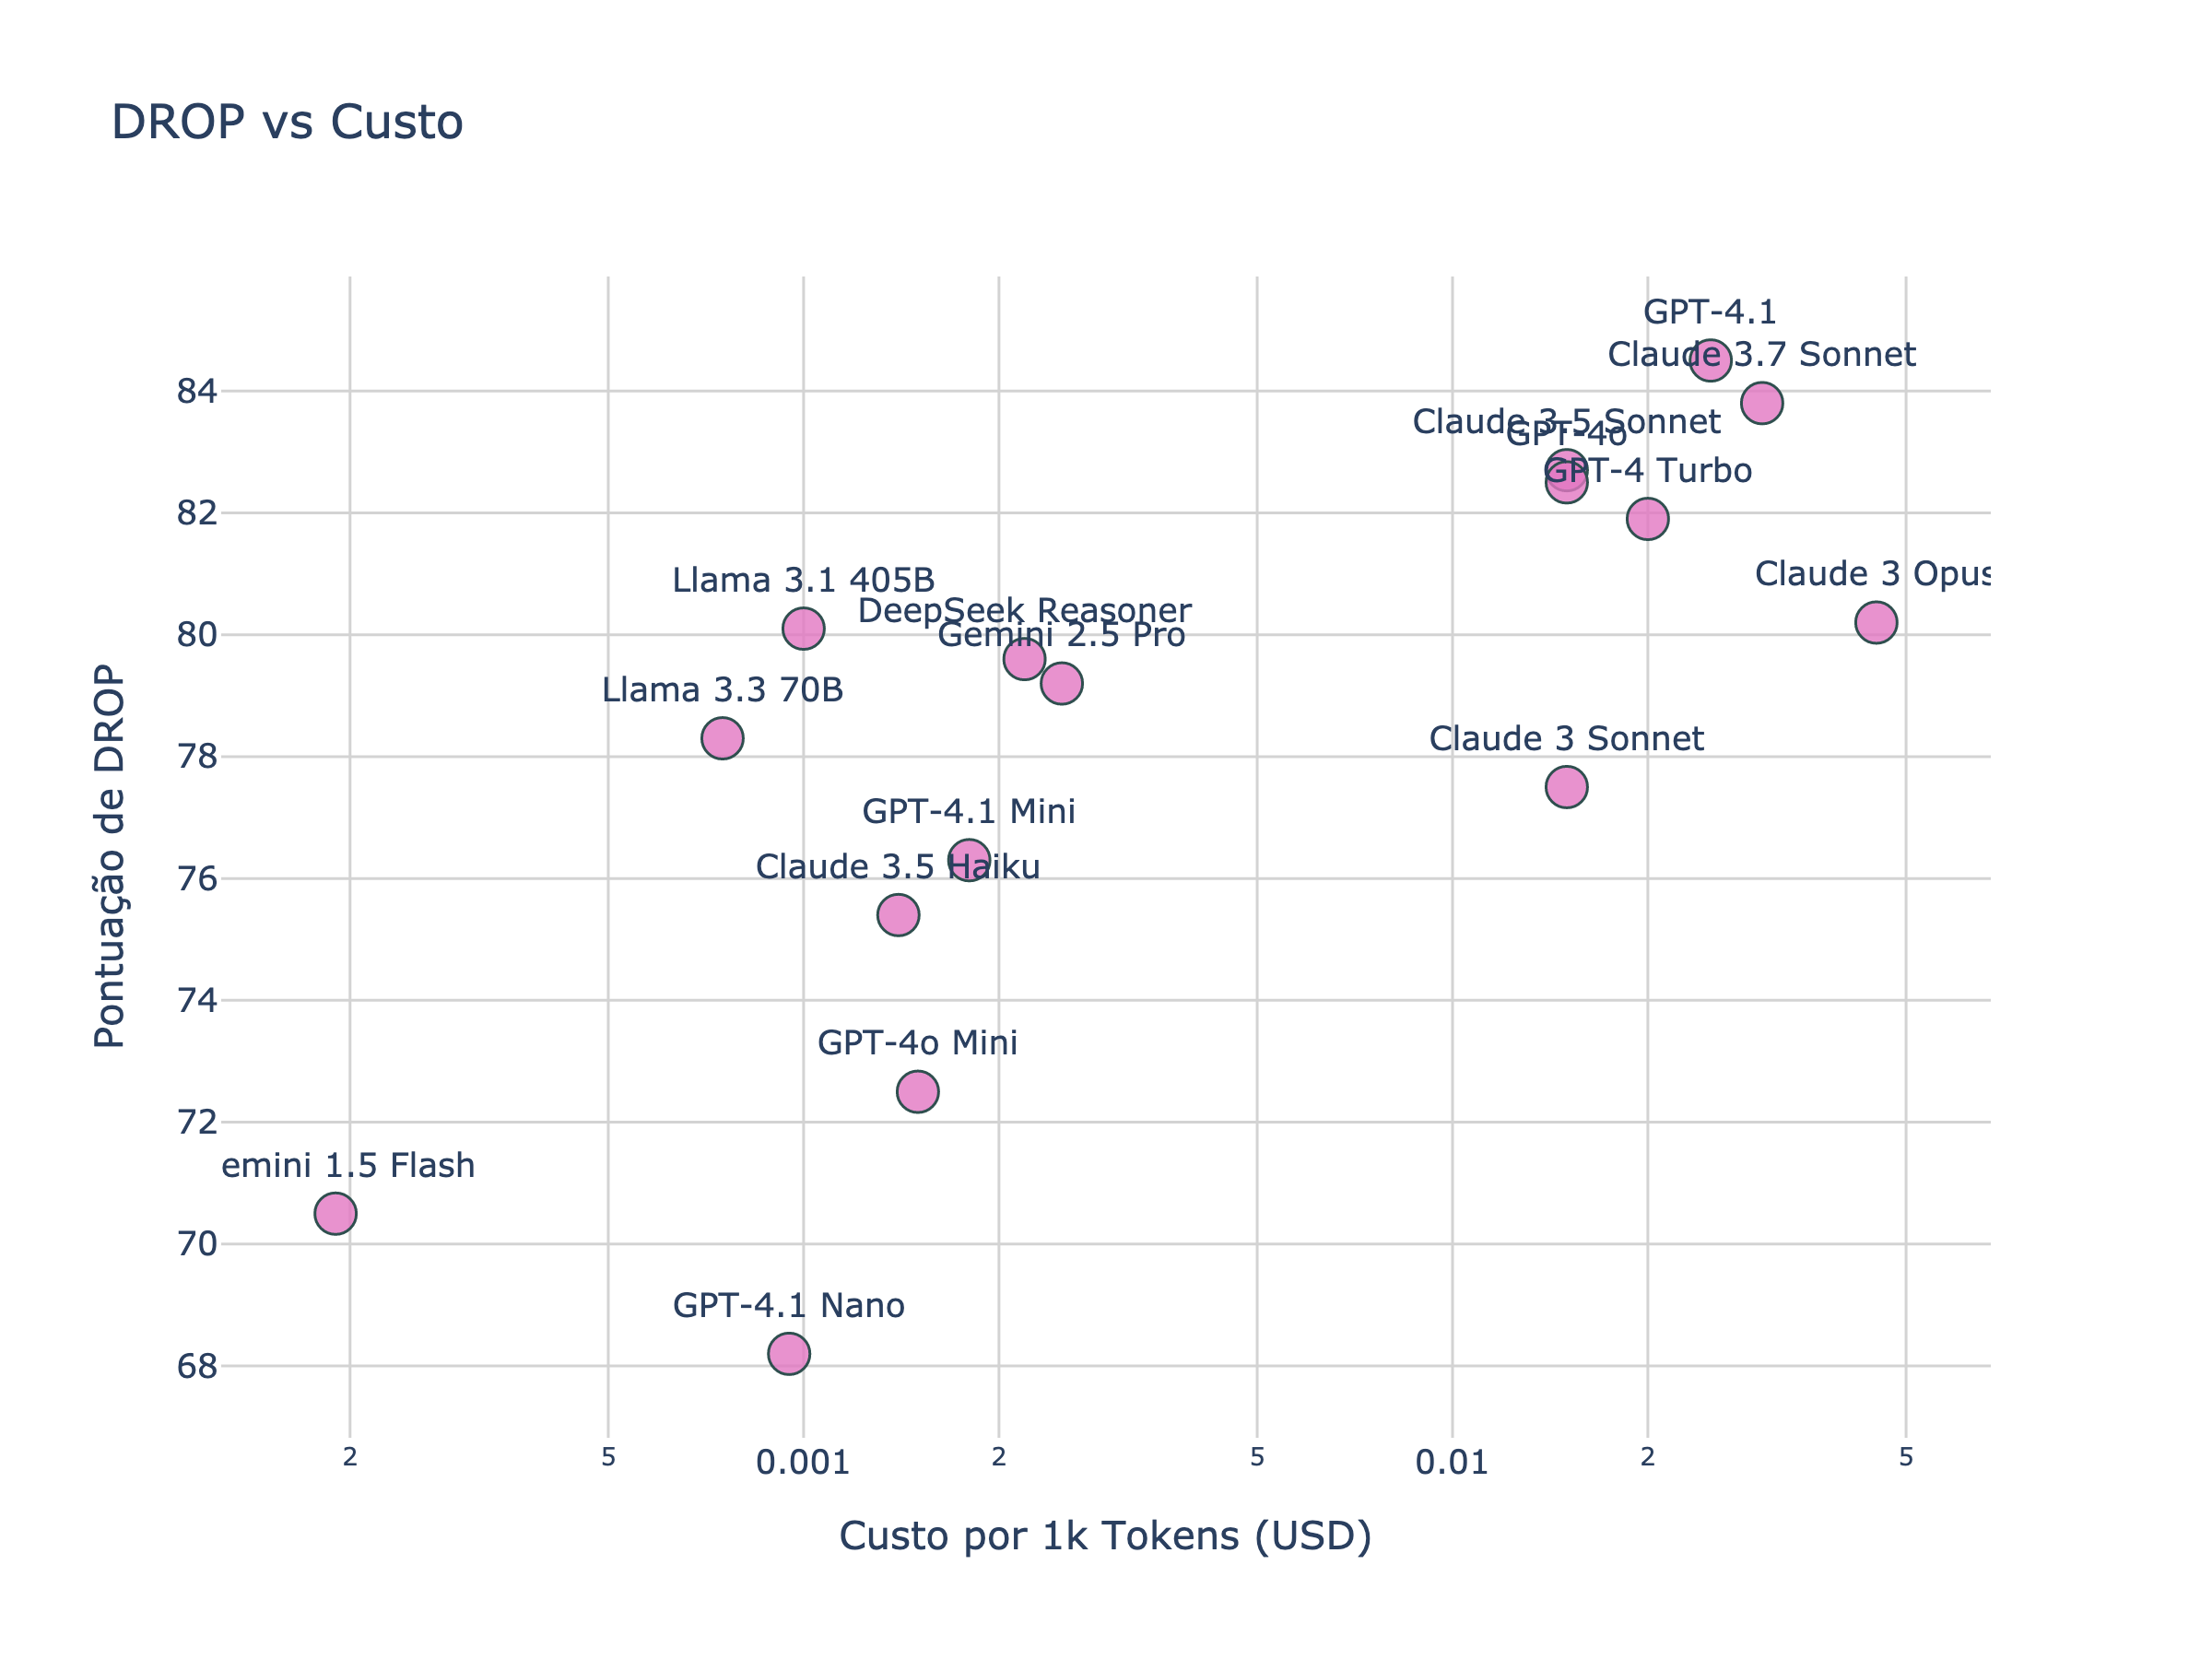 DROP vs Custo
GPT-4.1
Claude 3.7 Sonnet
84
Claude 3.5 Sonnet
GPT-4o
GPT-4 Turbo
82
Claude 3 Opus
Llama 3.1 405B
DeepSeek Reasoner
Gemini 2.5 Pro
80
Llama 3.3 70B
Claude 3 Sonnet
78
GPT-4.1 Mini
Claude 3.5 Haiku
76
74
GPT-4o Mini
72
emini 1.5 Flash
70
GPT-4.1 Nano
68
Pontuação de DROP
2 5 0.001 2 5 0.01 2 5
Custo por 1k Tokens (USD)